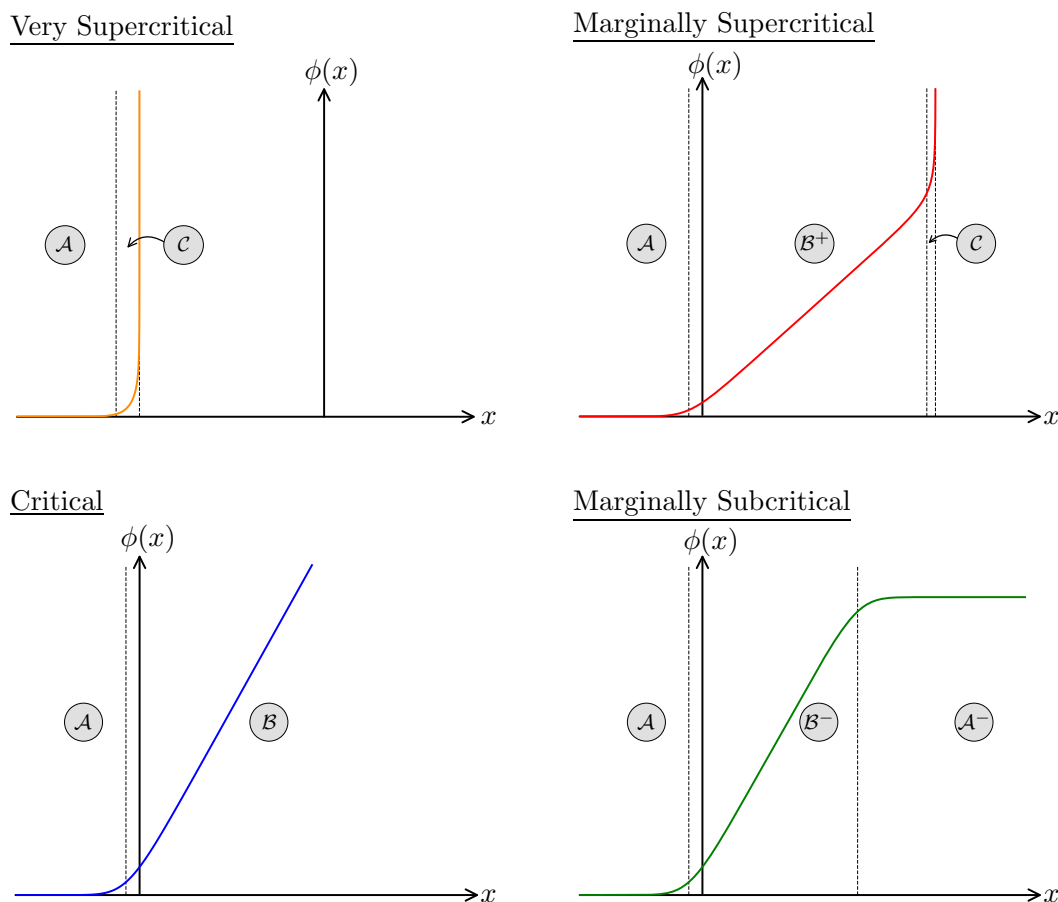 Very Supercritical
ϕ(x)
𝒜
𝒞
x
Marginally Supercritical
ϕ(x)
𝒜
ℬ⁺
𝒞
x
Critical
ϕ(x)
𝒜
ℬ
x
Marginally Subcritical
ϕ(x)
𝒜
ℬ⁻
𝒜⁻
x